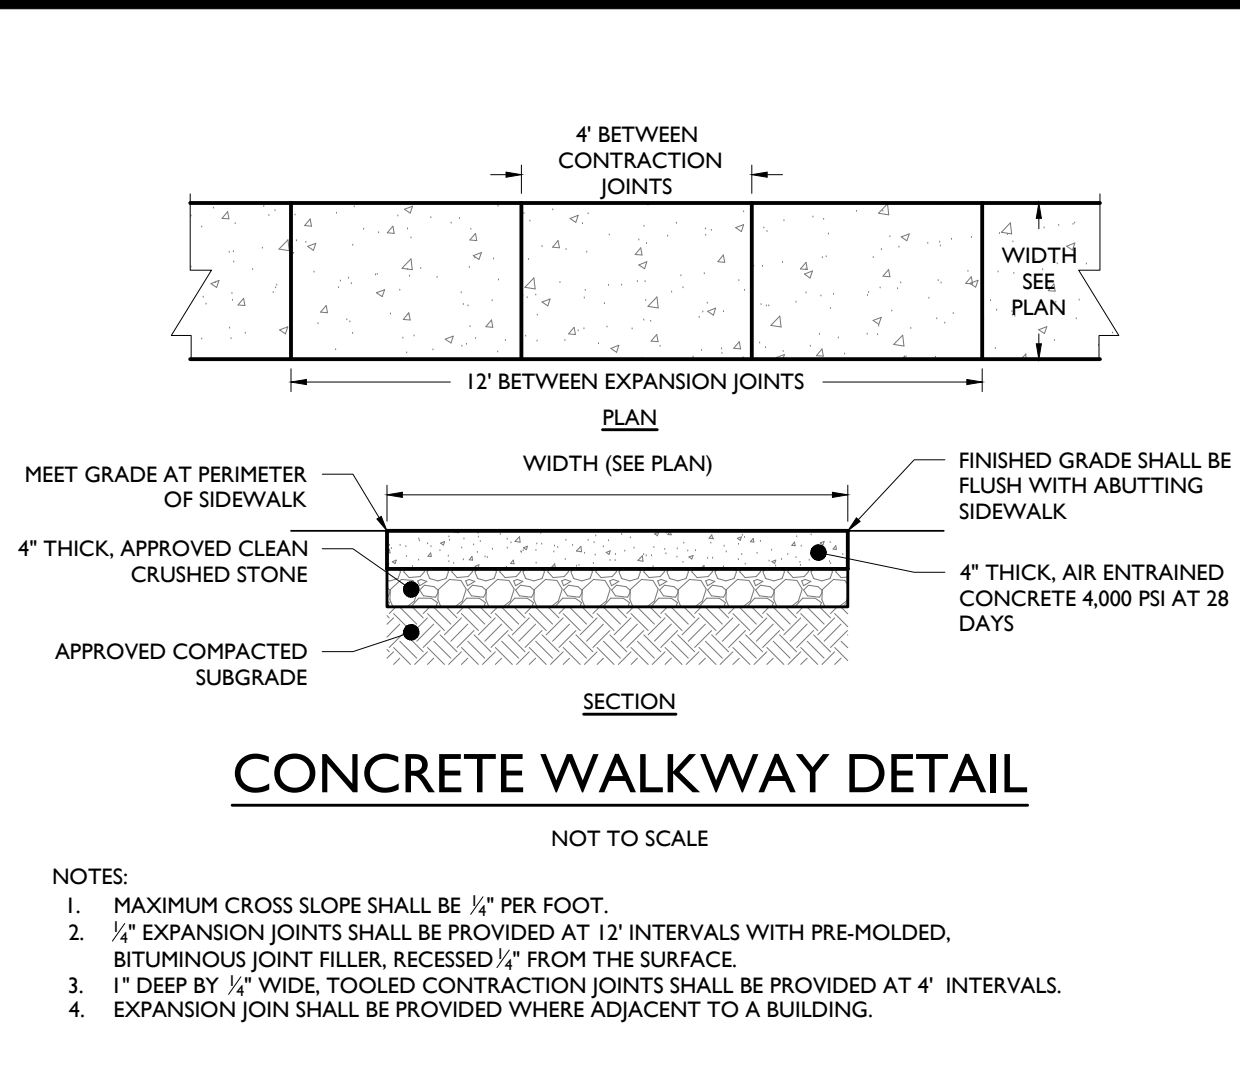 4' BETWEEN
CONTRACTION
JOINTS
WIDTH
SEE
PLAN
12' BETWEEN EXPANSION JOINTS
PLAN
MEET GRADE AT PERIMETER
OF SIDEWALK
WIDTH (SEE PLAN)
FINISHED GRADE SHALL BE
FLUSH WITH ABUTTING
SIDEWALK
4" THICK, APPROVED CLEAN
CRUSHED STONE
4" THICK, AIR ENTRAINED
CONCRETE 4,000 PSI AT 28
DAYS
APPROVED COMPACTED
SUBGRADE
SECTION
CONCRETE WALKWAY DETAIL
NOT TO SCALE
NOTES:
1. MAXIMUM CROSS SLOPE SHALL BE ¼" PER FOOT.
2. ¼" EXPANSION JOINTS SHALL BE PROVIDED AT 12' INTERVALS WITH PRE-MOLDED,
BITUMINOUS JOINT FILLER, RECESSED ¼" FROM THE SURFACE.
3. 1" DEEP BY ¼" WIDE, TOOLED CONTRACTION JOINTS SHALL BE PROVIDED AT 4' INTERVALS.
4. EXPANSION JOIN SHALL BE PROVIDED WHERE ADJACENT TO A BUILDING.